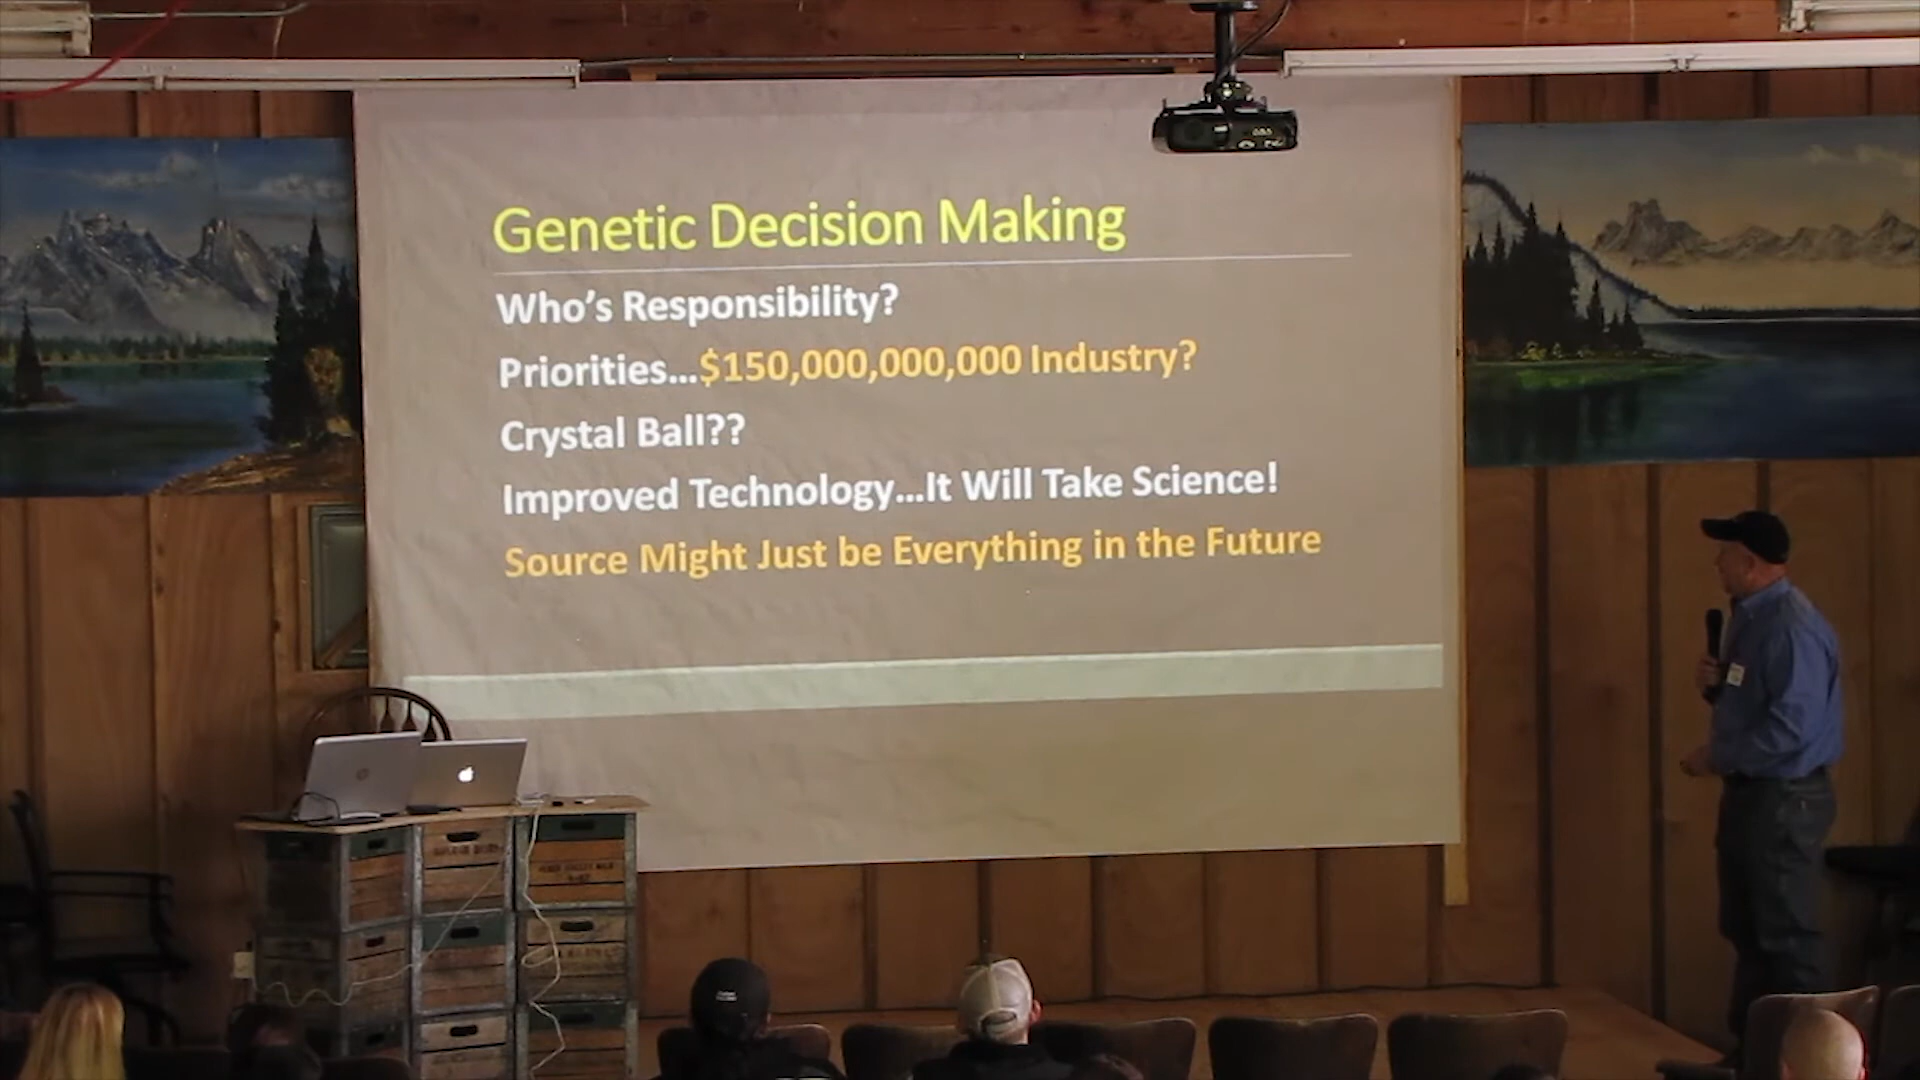 Genetic Decision Making
Who's Responsibility?
Priorities...$150,000,000,000 Industry?
Crystal Ball??
Improved Technology...It Will Take Science!
Source Might Just be Everything in the Future